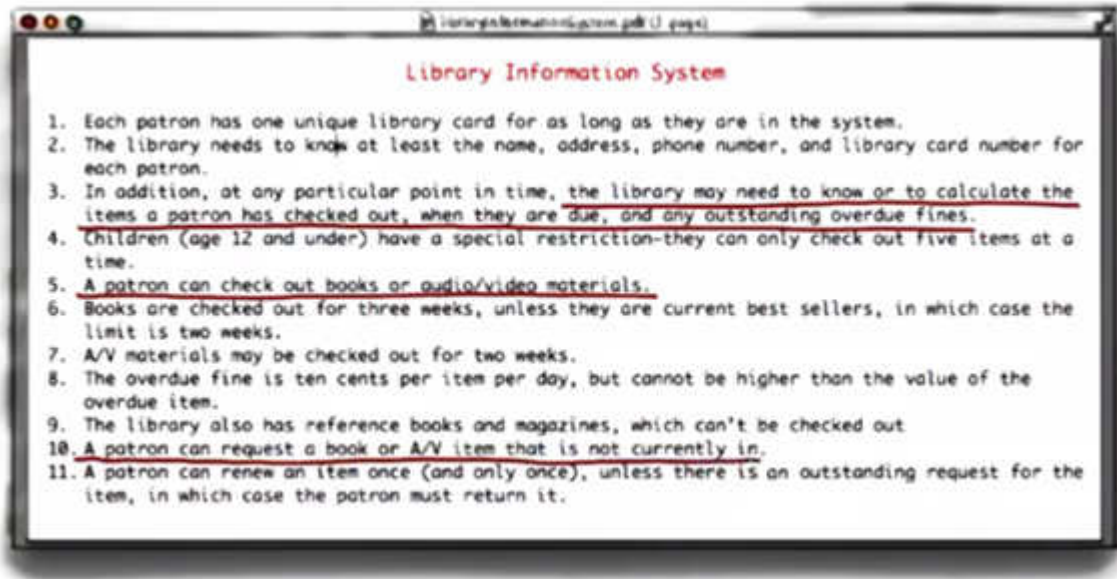 Library Information System
1. Each patron has one unique library card for as long as they are in the system.
2. The library needs to know at least the name, address, phone number, and library card number for
each patron.
3. In addition, at any particular point in time, the library may need to know or to calculate the
items a patron has checked out, when they are due, and any outstanding overdue fines.
4. Children (age 12 and under) have a special restriction–they can only check out five items at a
time.
5. A patron can check out books or audio/video materials.
6. Books are checked out for three weeks, unless they are current best sellers, in which case the
limit is two weeks.
7. A/V materials may be checked out for two weeks.
8. The overdue fine is ten cents per item per day, but cannot be higher than the value of the
overdue item.
9. The library also has reference books and magazines, which can't be checked out
10. A patron can request a book or A/V item that is not currently in.
11. A patron can renew an item once (and only once), unless there is an outstanding request for the
item, in which case the patron must return it.